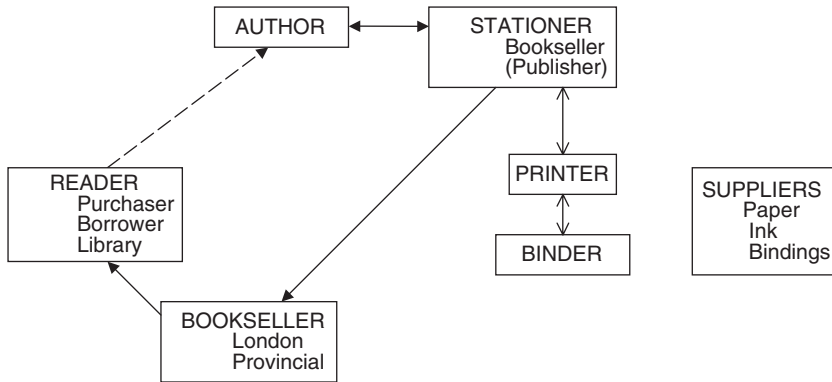 AUTHOR
STATIONER
Bookseller
(Publisher)
PRINTER
BINDER
SUPPLIERS
Paper
Ink
Bindings
READER
Purchaser
Borrower
Library
BOOKSELLER
London
Provincial